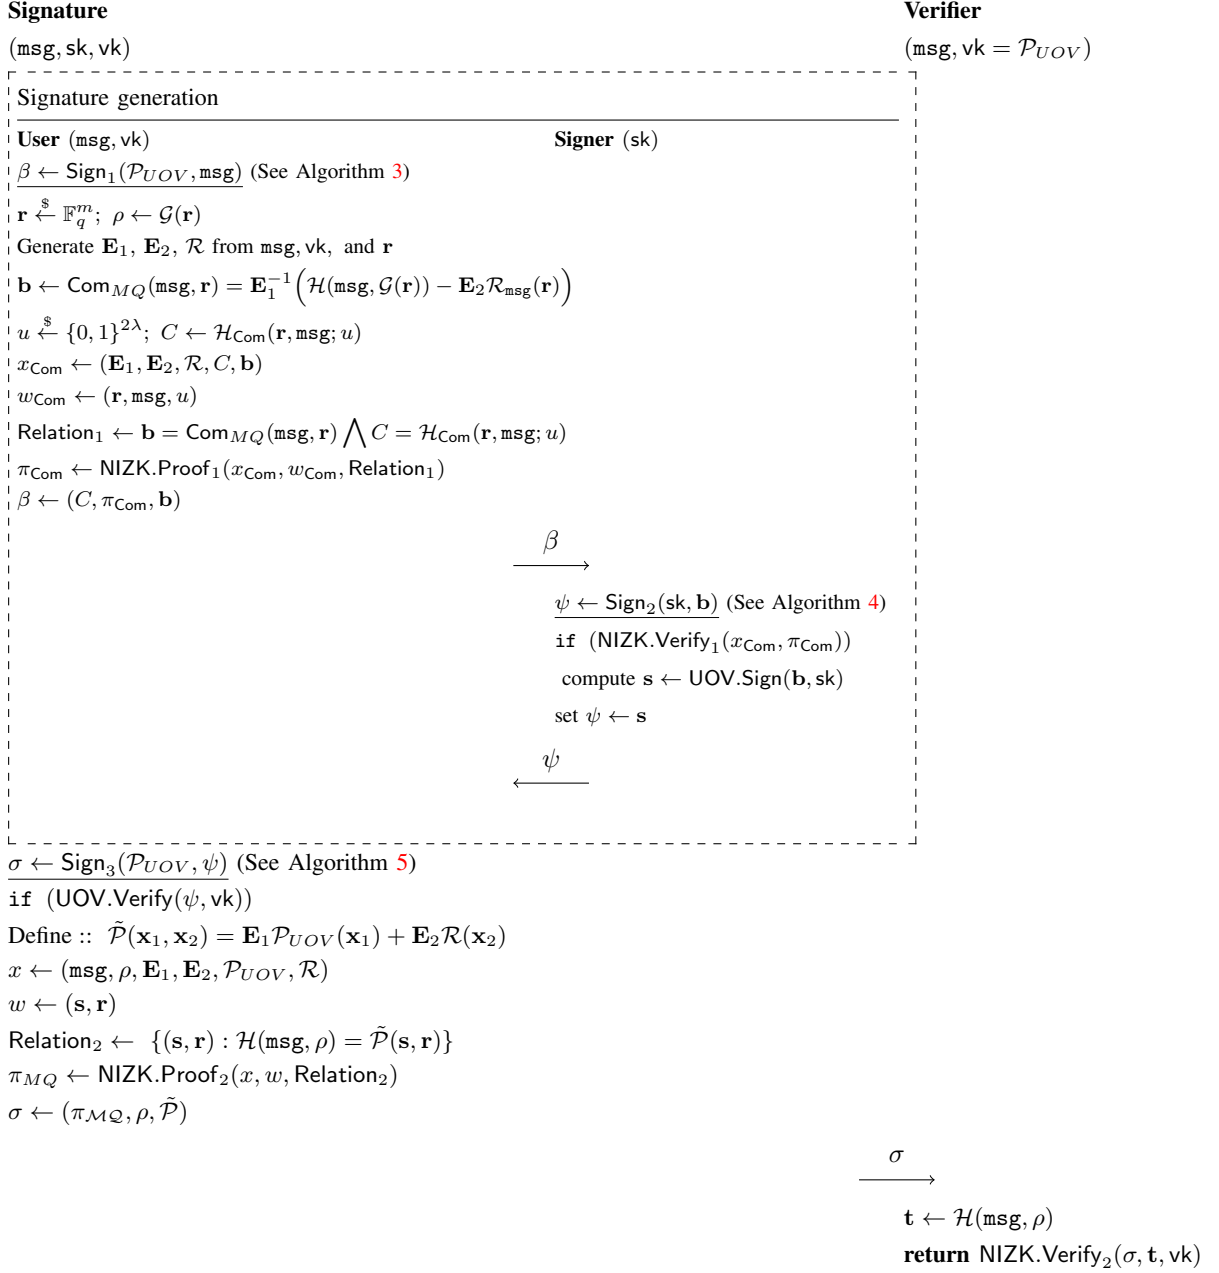 Signature Verifier
(msg, sk, vk) (msg, vk = 𝒫_{UOV})
Signature generation
User (msg, vk) Signer (sk)
β ← Sign₁(𝒫_{UOV}, msg) (See Algorithm 3)
r ←$ 𝔽_q^m; ρ ← 𝒢(r)
Generate E₁, E₂, ℛ from msg, vk, and r
b ← Com_{MQ}(msg, r) = E₁^{-1}(ℋ(msg, 𝒢(r)) − E₂ℛ_{msg}(r))
u ←$ {0, 1}^{2λ}; C ← ℋ_{Com}(r, msg; u)
x_{Com} ← (E₁, E₂, ℛ, C, b)
w_{Com} ← (r, msg, u)
Relation₁ ← b = Com_{MQ}(msg, r) ⋀ C = ℋ_{Com}(r, msg; u)
π_{Com} ← NIZK.Proof₁(x_{Com}, w_{Com}, Relation₁)
β ← (C, π_{Com}, b)
β
→
ψ ← Sign₂(sk, b) (See Algorithm 4)
if (NIZK.Verify₁(x_{Com}, π_{Com}))
compute s ← UOV.Sign(b, sk)
set ψ ← s
ψ
←
σ ← Sign₃(𝒫_{UOV}, ψ) (See Algorithm 5)
if (UOV.Verify(ψ, vk))
Define :: 𝒫̃(x₁, x₂) = E₁𝒫_{UOV}(x₁) + E₂ℛ(x₂)
x ← (msg, ρ, E₁, E₂, 𝒫_{UOV}, ℛ)
w ← (s, r)
Relation₂ ← {(s, r) : ℋ(msg, ρ) = 𝒫̃(s, r)}
π_{MQ} ← NIZK.Proof₂(x, w, Relation₂)
σ ← (π_{ℳ𝒬}, ρ, 𝒫̃)
σ
→
t ← ℋ(msg, ρ)
return NIZK.Verify₂(σ, t, vk)